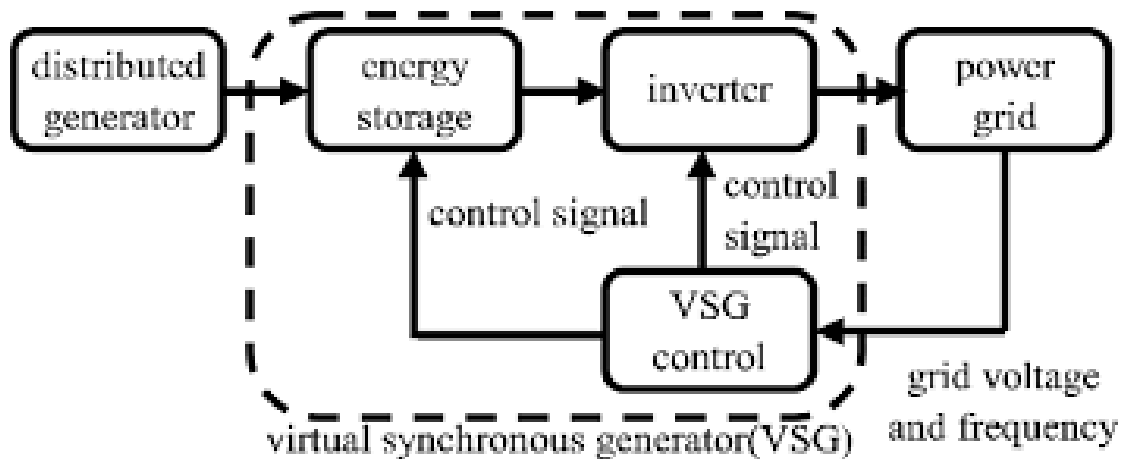 distributed
generator
energy
storage
inverter
power
grid
control signal
control
signal
VSG
control
grid voltage
and frequency
virtual synchronous generator(VSG)